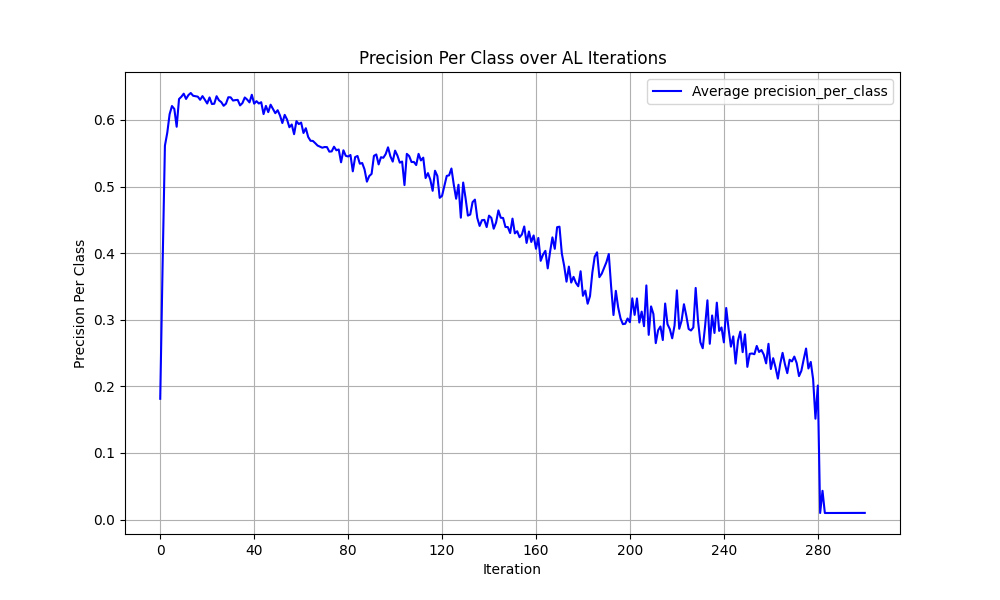 Precision Per Class over AL Iterations
Average precision_per_class
Precision Per Class
0.6
0.5
0.4
0.3
0.2
0.1
0.0
0 40 80 120 160 200 240 280
Iteration